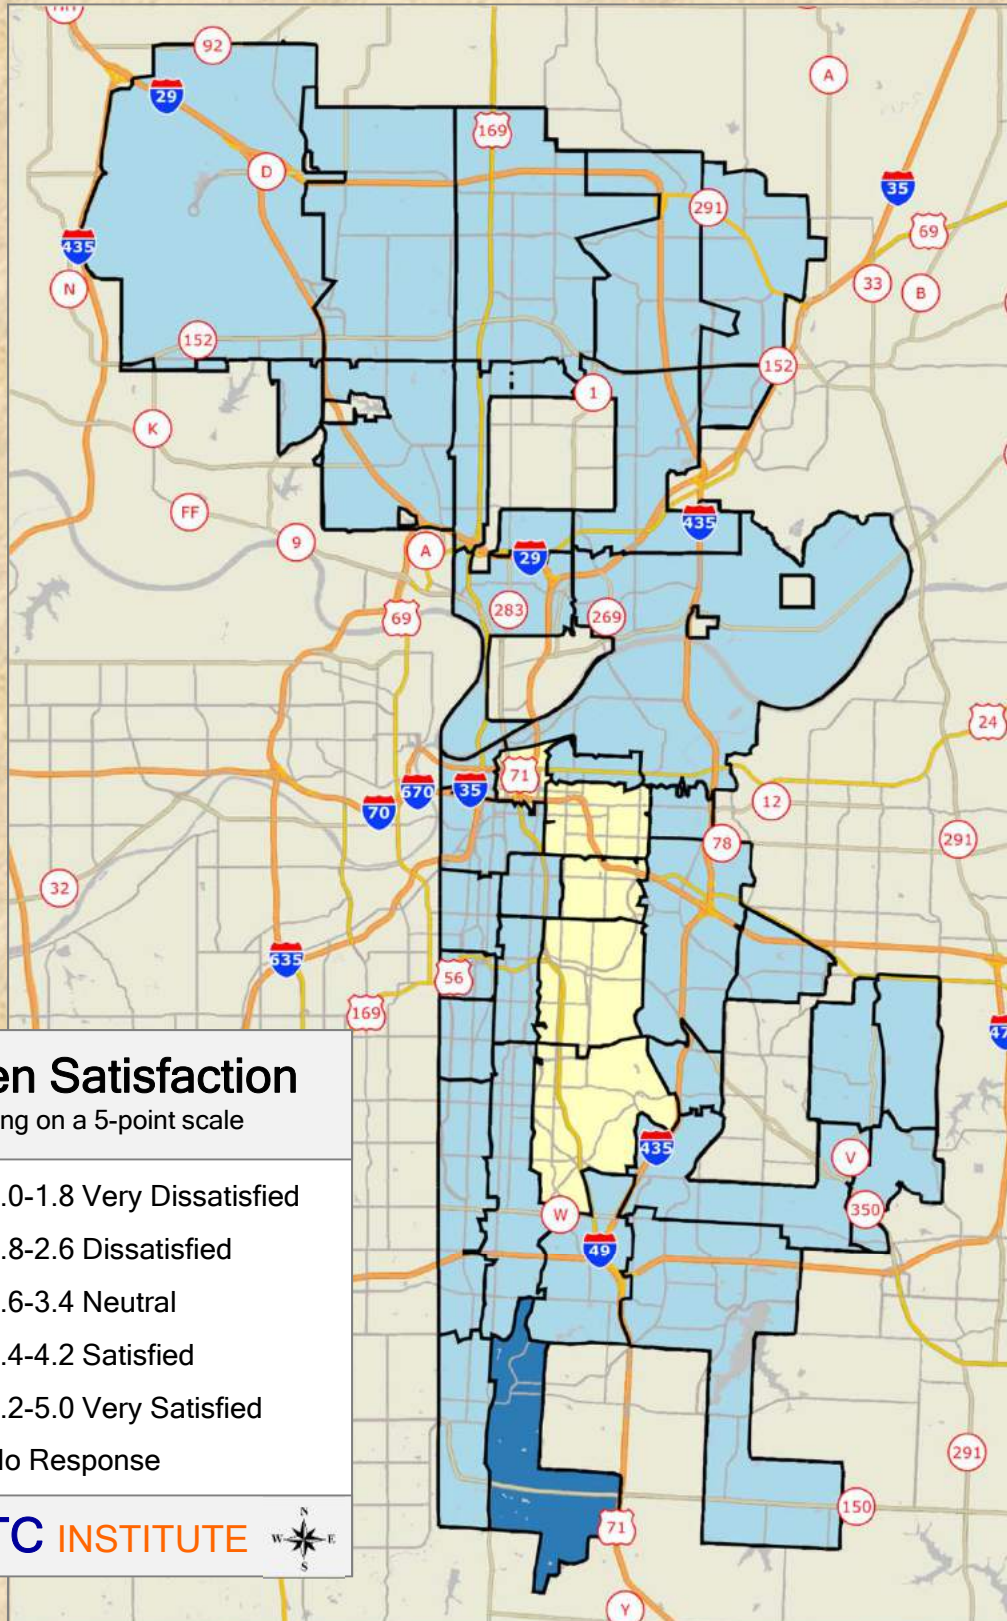 92
29
169
A
D
35
291
69
435
33
B
N
152
152
1
K
FF
435
9
A
29
283
269
69
24
71
670
35
12
70
78
291
32
635
56
169
en Satisfaction
ng on a 5-point scale
.0-1.8 Very Dissatisfied
.8-2.6 Dissatisfied
.6-3.4 Neutral
.4-4.2 Satisfied
.2-5.0 Very Satisfied
lo Response
TC INSTITUTE
N
W E
S
47
435
V
350
W
49
291
150
71
Y